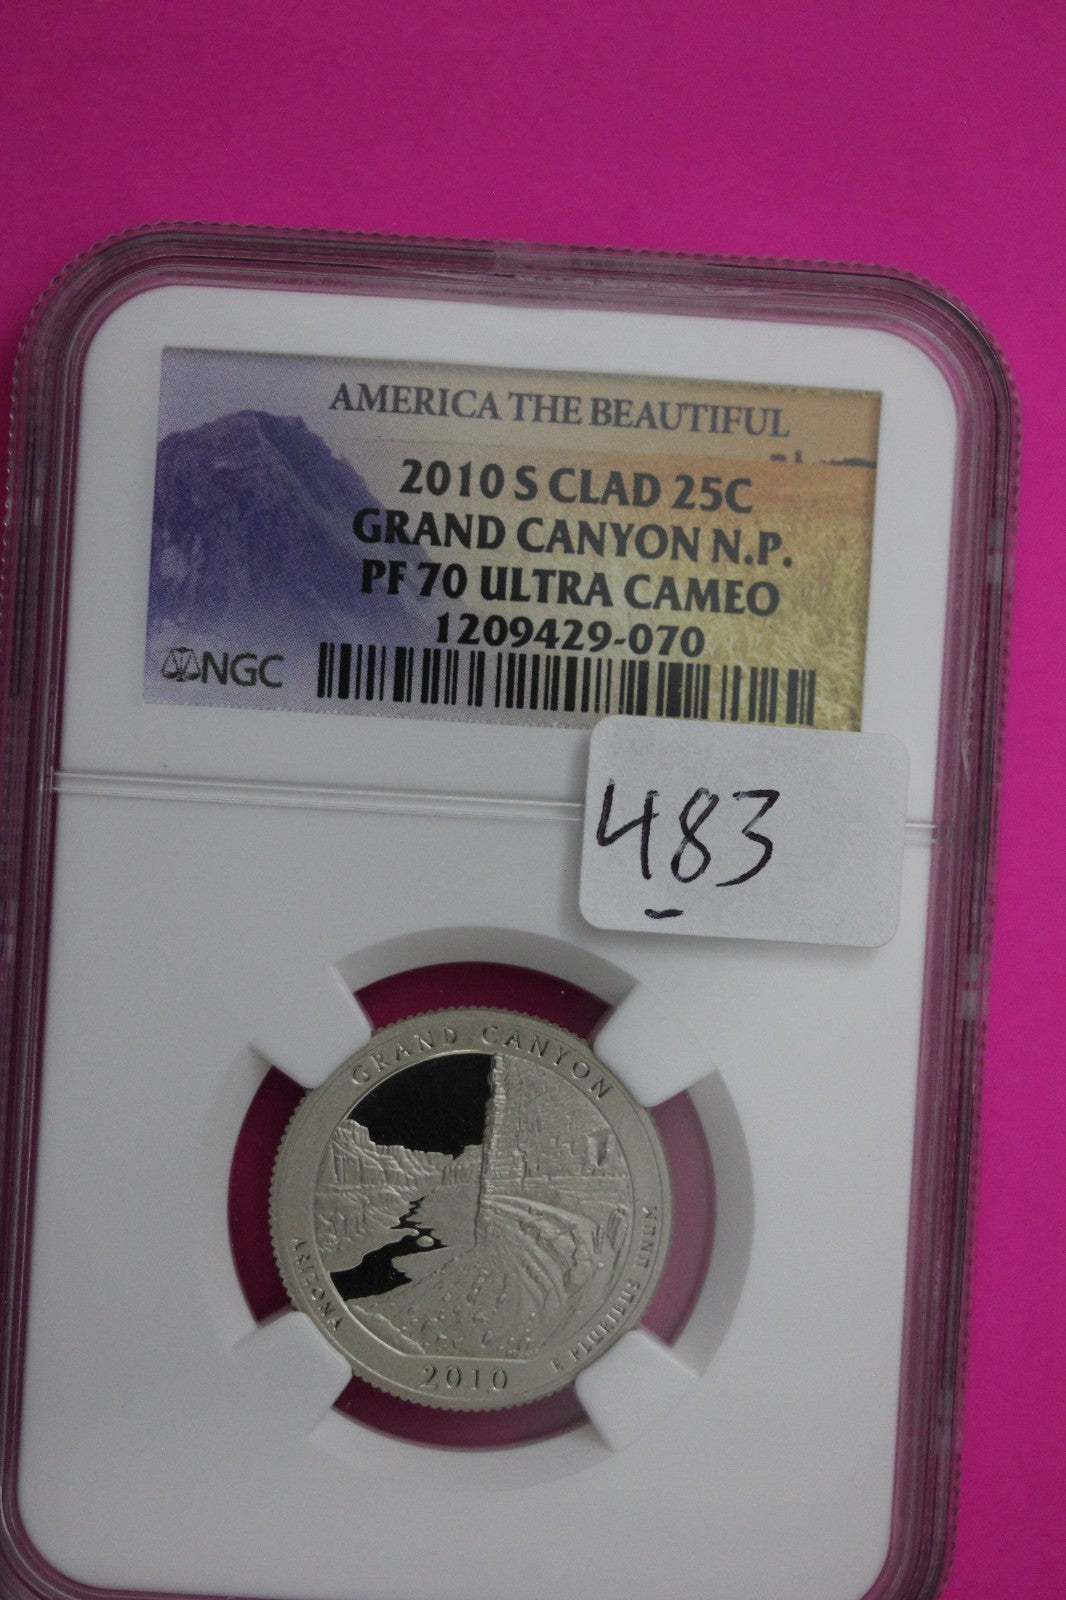 AMERICA THE BEAUTIFUL
2010 S CLAD 25C
GRAND CANYON N.P.
PF 70 ULTRA CAMEO
1209429-070
NGC
483
GRAND CANYON
ARIZONA
2010
E PLURIBUS UNUM